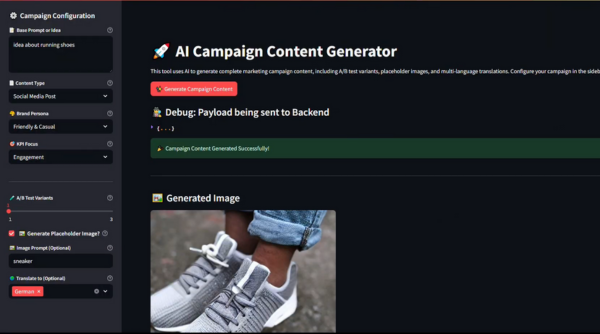 Campaign Configuration
Base Prompt or Idea
idea about running shoes
Content Type
Social Media Post
Brand Persona
Friendly & Casual
KPI Focus
Engagement
A/B Test Variants
1
1
3
Generate Placeholder Image?
Image Prompt (Optional)
sneaker
Translate to (Optional)
German
AI Campaign Content Generator
This tool uses AI to generate complete marketing campaign content, including A/B test variants, placeholder images, and multi-language translations. Configure your campaign in the sideb
Generate Campaign Content
Debug: Payload being sent to Backend
{...}
Campaign Content Generated Successfully!
Generated Image